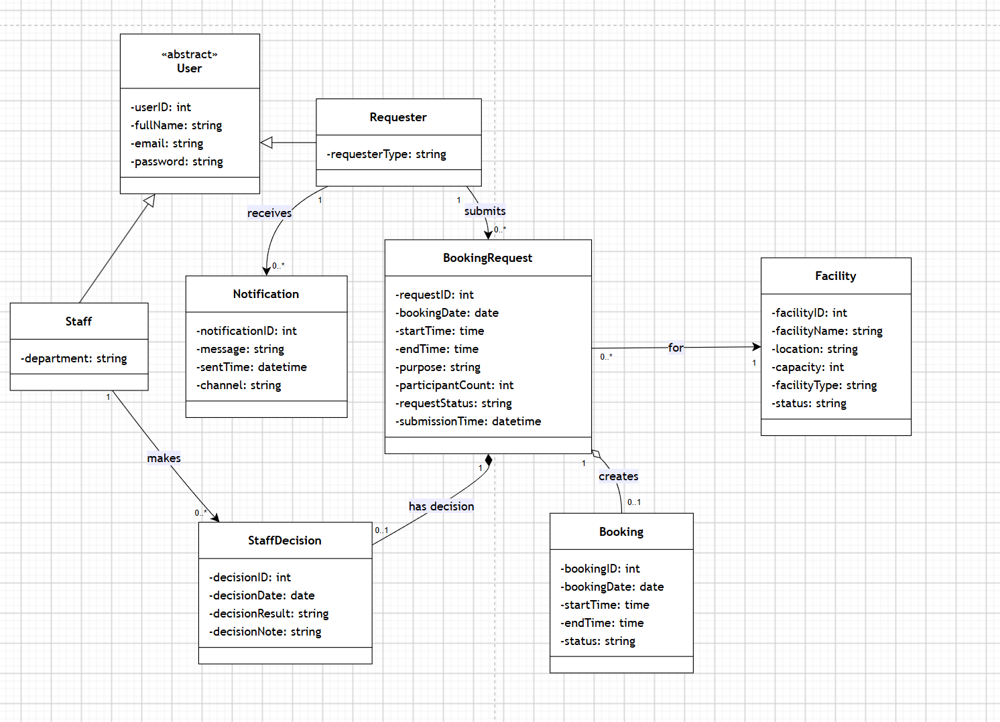 «abstract»
User
-userID: int
-fullName: string
-email: string
-password: string
Requester
-requesterType: string
1
1
receives
submits
0..*
0..*
BookingRequest
-requestID: int
-bookingDate: date
-startTime: time
-endTime: time
-purpose: string
-participantCount: int
-requestStatus: string
-submissionTime: datetime
Facility
-facilityID: int
-facilityName: string
-location: string
-capacity: int
-facilityType: string
-status: string
Notification
-notificationID: int
-message: string
-sentTime: datetime
-channel: string
Staff
-department: string
for
0..*
1
1
makes
0..*
1
has decision
0..1
1
creates
0..1
StaffDecision
-decisionID: int
-decisionDate: date
-decisionResult: string
-decisionNote: string
Booking
-bookingID: int
-bookingDate: date
-startTime: time
-endTime: time
-status: string